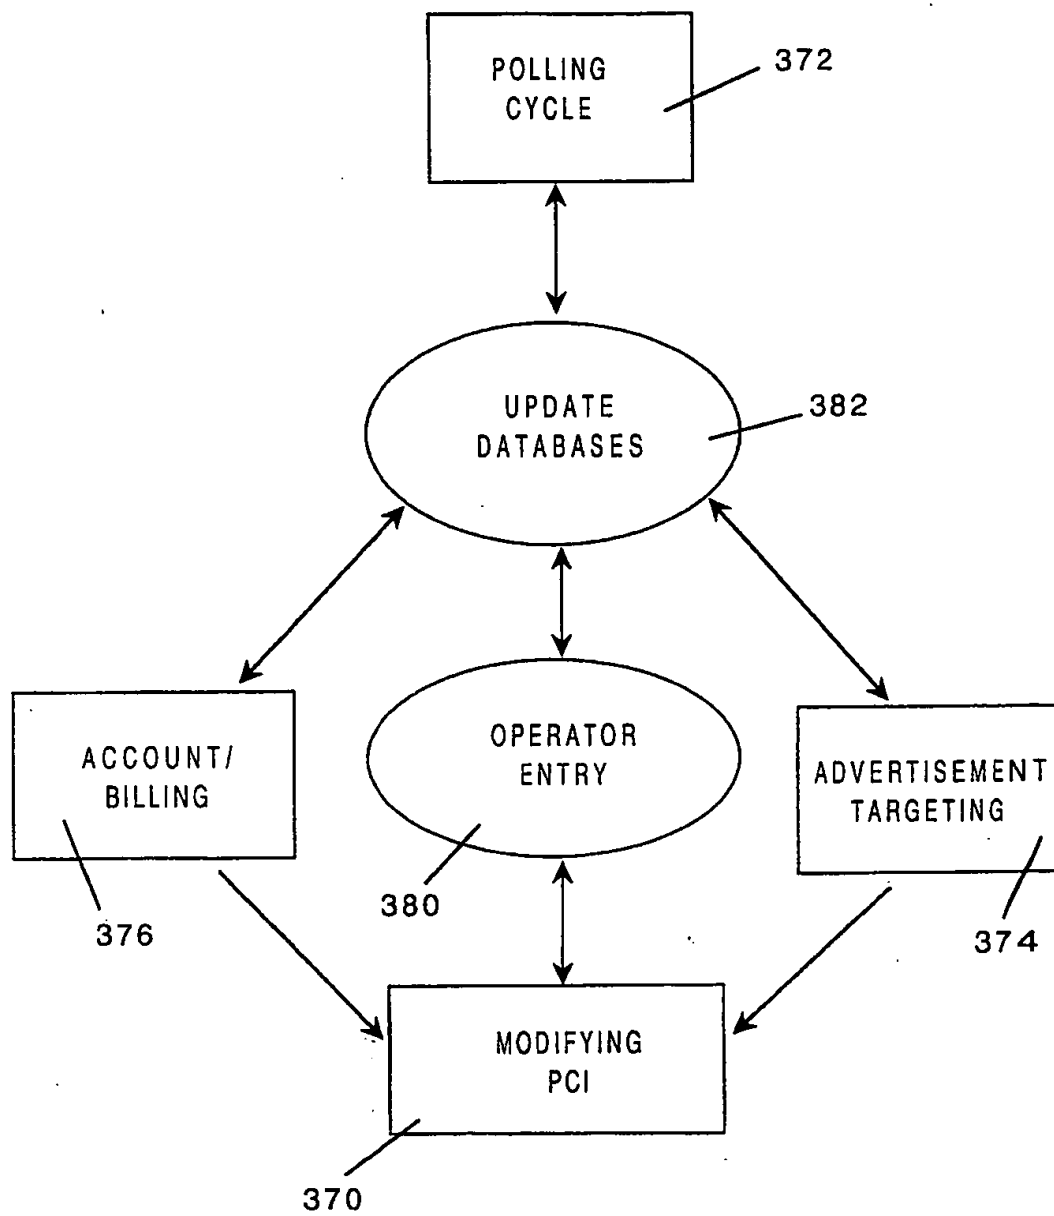 POLLING
CYCLE
372
UPDATE
DATABASES
382
ACCOUNT/
BILLING
376
OPERATOR
ENTRY
380
ADVERTISEMENT
TARGETING
374
MODIFYING
PCI
370